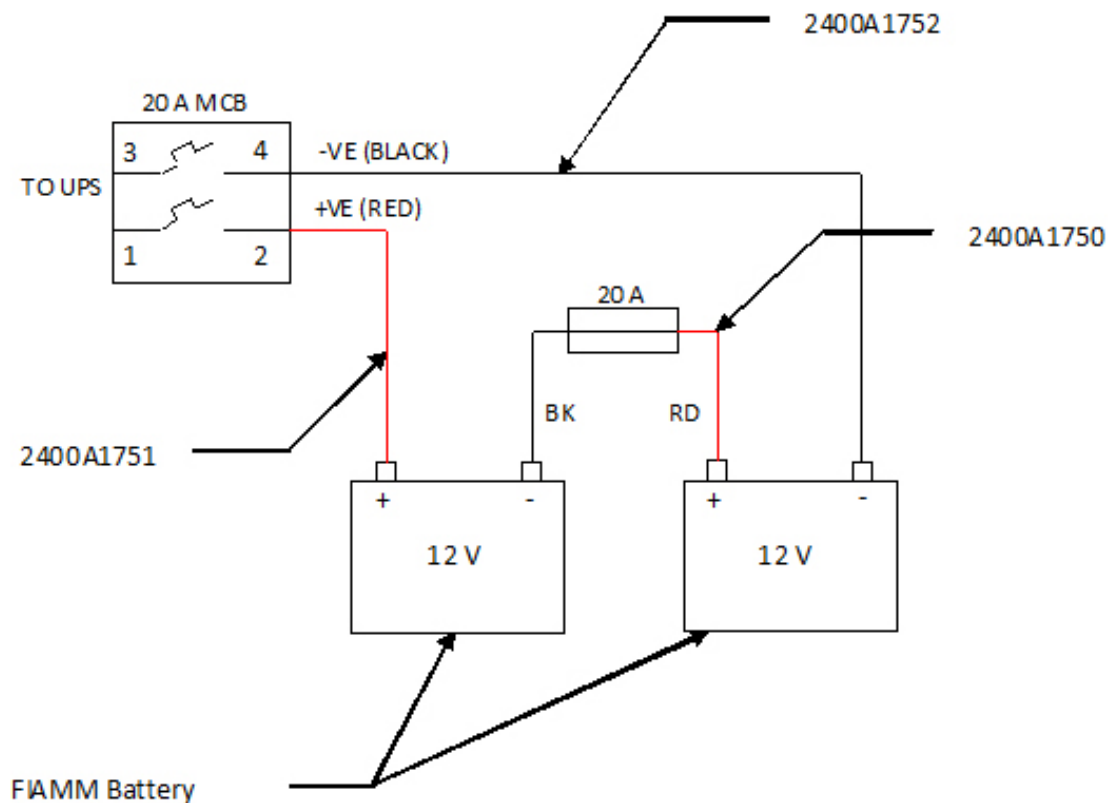 2400A1752
20 A MCB
3 4 -VE (BLACK)
TO UPS
+VE (RED)
1 2
2400A1750
20 A
BK RD
2400A1751
+ - + -
12 V 12 V
FIAMM Battery